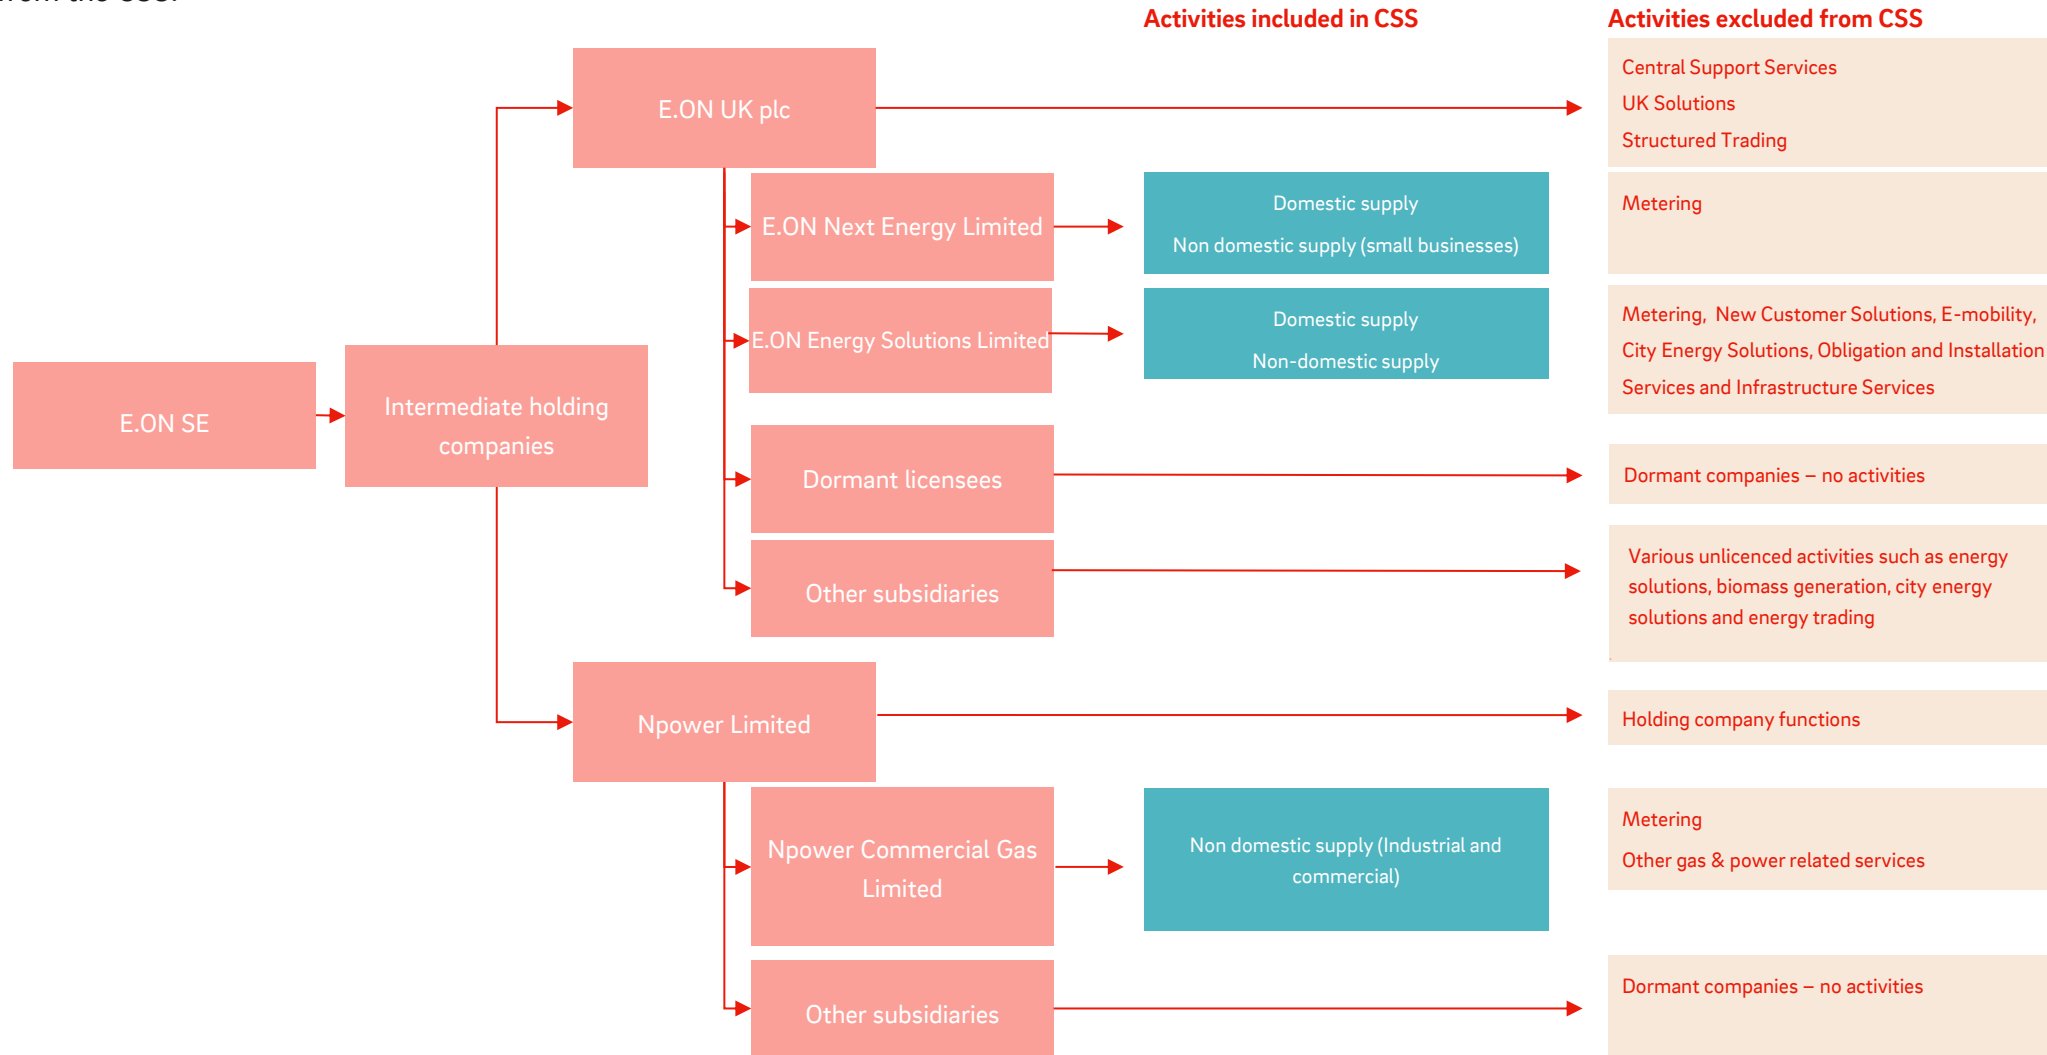 from the CSS.
Activities included in CSS
Activities excluded from CSS
E.ON UK plc
Central Support Services
UK Solutions
Structured Trading
E.ON Next Energy Limited
Domestic supply
Non domestic supply (small businesses)
Metering
E.ON Energy Solutions Limited
Domestic supply
Non-domestic supply
Metering, New Customer Solutions, E-mobility,
City Energy Solutions, Obligation and Installation
Services and Infrastructure Services
E.ON SE
Intermediate holding
companies
Dormant licensees
Dormant companies – no activities
Other subsidiaries
Various unlicenced activities such as energy
solutions, biomass generation, city energy
solutions and energy trading
Npower Limited
Holding company functions
Npower Commercial Gas
Limited
Non domestic supply (Industrial and
commercial)
Metering
Other gas & power related services
Other subsidiaries
Dormant companies – no activities